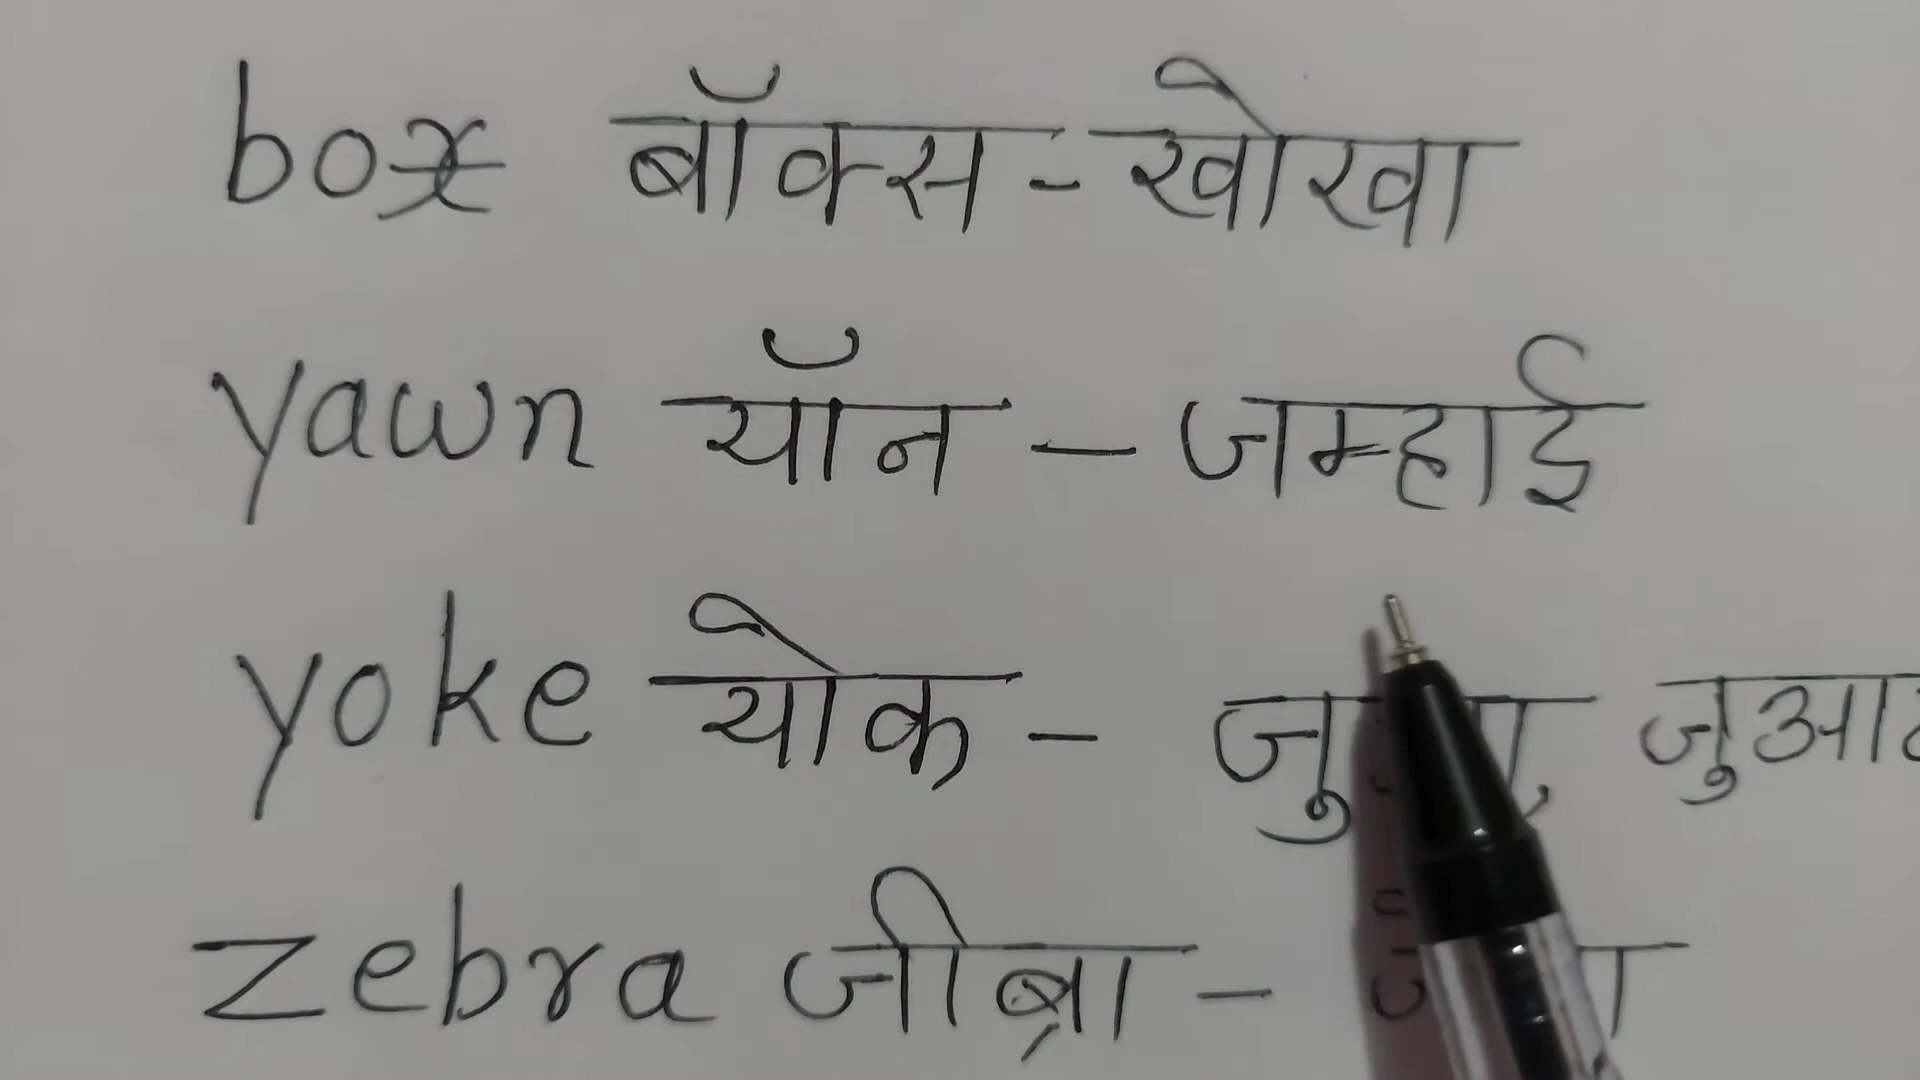 box बॉक्स - खोखा
yawn यॉन - जम्हाई
yoke योक -
zebra जीब्रा -